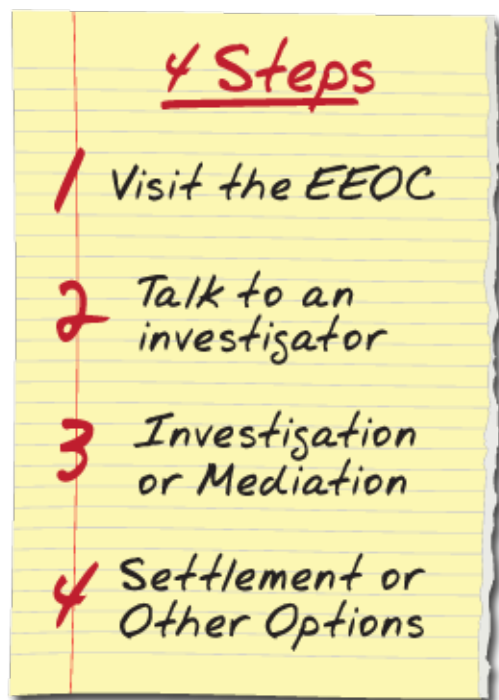 4 Steps
1 Visit the EEOC
2 Talk to an
investigator
3 Investigation
or Mediation
4 Settlement or
Other Options